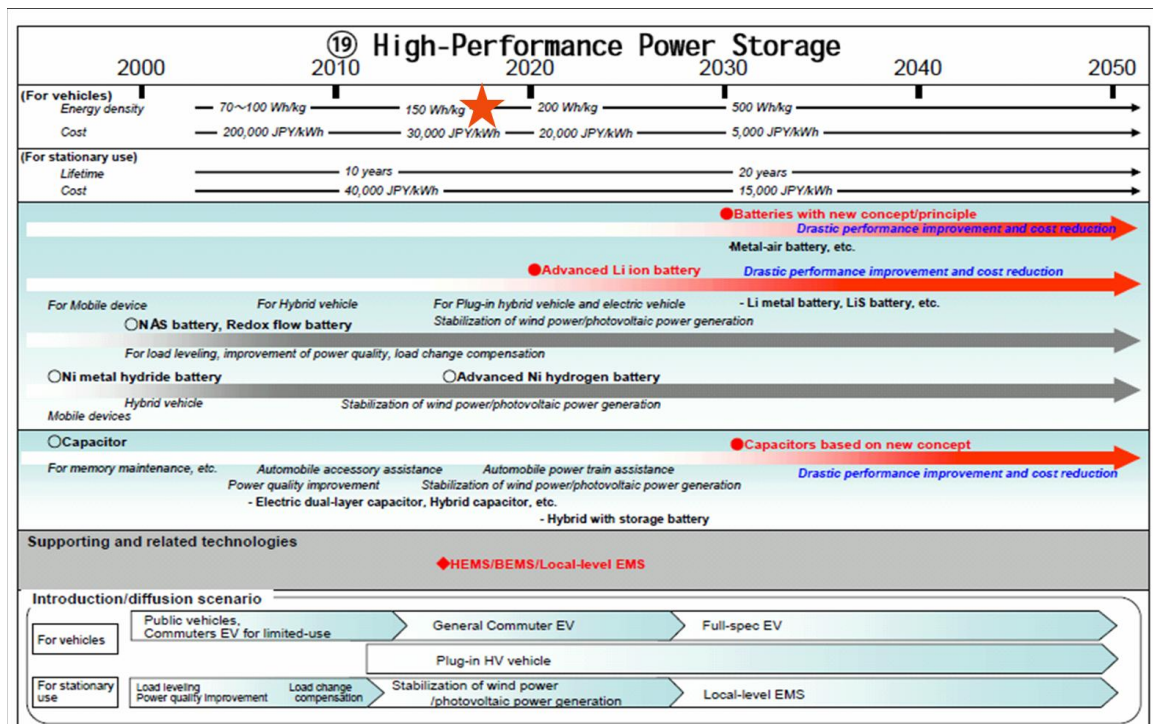 ⑲ High-Performance Power Storage
2000 2010 2020 2030 2040 2050
(For vehicles)
Energy density 70～100 Wh/kg 150 Wh/kg 200 Wh/kg 500 Wh/kg
Cost 200,000 JPY/kWh 30,000 JPY/kWh 20,000 JPY/kWh 5,000 JPY/kWh
(For stationary use)
Lifetime 10 years 20 years
Cost 40,000 JPY/kWh 15,000 JPY/kWh
●Batteries with new concept/principle
Drastic performance improvement and cost reduction
-Metal-air battery, etc.
●Advanced Li ion battery Drastic performance improvement and cost reduction
For Mobile device For Hybrid vehicle For Plug-in hybrid vehicle and electric vehicle - Li metal battery, LiS battery, etc.
○NAS battery, Redox flow battery Stabilization of wind power/photovoltaic power generation
For load leveling, improvement of power quality, load change compensation
○Ni metal hydride battery ○Advanced Ni hydrogen battery
Hybrid vehicle Stabilization of wind power/photovoltaic power generation
Mobile devices
○Capacitor ●Capacitors based on new concept
For memory maintenance, etc. Automobile accessory assistance Automobile power train assistance Drastic performance improvement and cost reduction
Power quality improvement Stabilization of wind power/photovoltaic power generation
- Electric dual-layer capacitor, Hybrid capacitor, etc.
- Hybrid with storage battery
Supporting and related technologies
◆HEMS/BEMS/Local-level EMS
Introduction/diffusion scenario
For vehicles
Public vehicles,
Commuters EV for limited-use
General Commuter EV
Full-spec EV
Plug-in HV vehicle
For stationary
use
Load leveling
Power quality improvement
Load change
compensation
Stabilization of wind power
/photovoltaic power generation
Local-level EMS